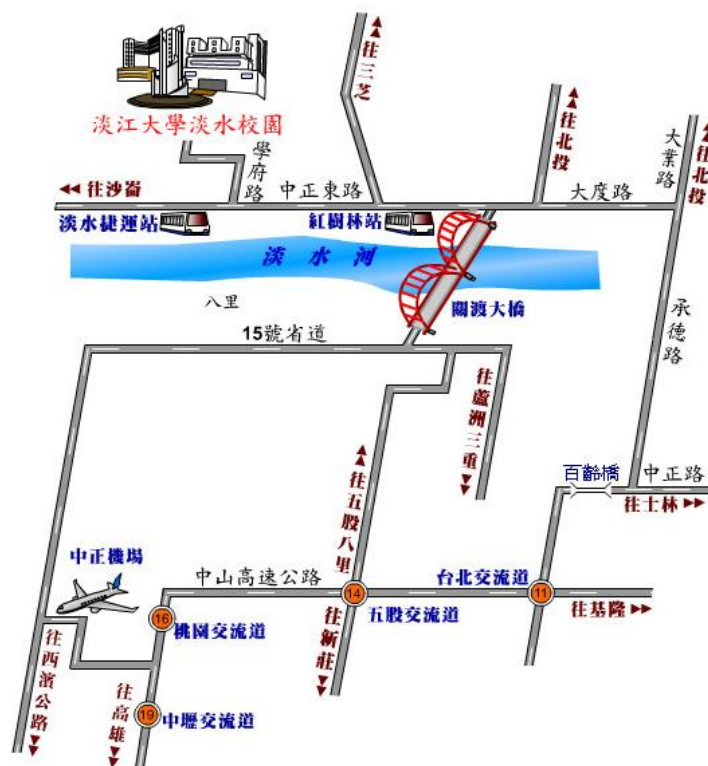 往三芝
淡江大學淡水校園
往北投
大業路
往北投
學府路
往沙崙
中正東路
大度路
淡水捷運站
紅樹林站
淡水河
八里
關渡大橋
15號省道
承德路
往蘆洲三重
百齡橋
中正路
往士林
往五股八里
中正機場
中山高速公路
台北交流道
14
11
16
桃園交流道
五股交流道
往基隆
往新莊
往西濱公路
往高雄
19
中壢交流道